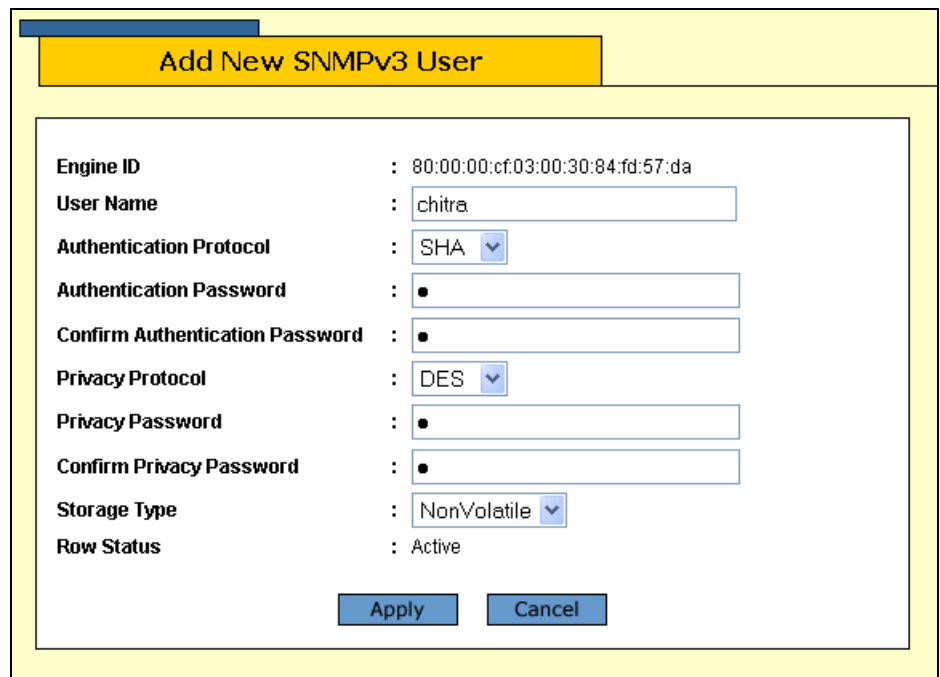 Add New SNMPv3 User
Engine ID : 80:00:00:cf:03:00:30:84:fd:57:da
User Name : chitra
Authentication Protocol : SHA
Authentication Password : ●
Confirm Authentication Password : ●
Privacy Protocol : DES
Privacy Password : ●
Confirm Privacy Password : ●
Storage Type : NonVolatile
Row Status : Active
Apply Cancel